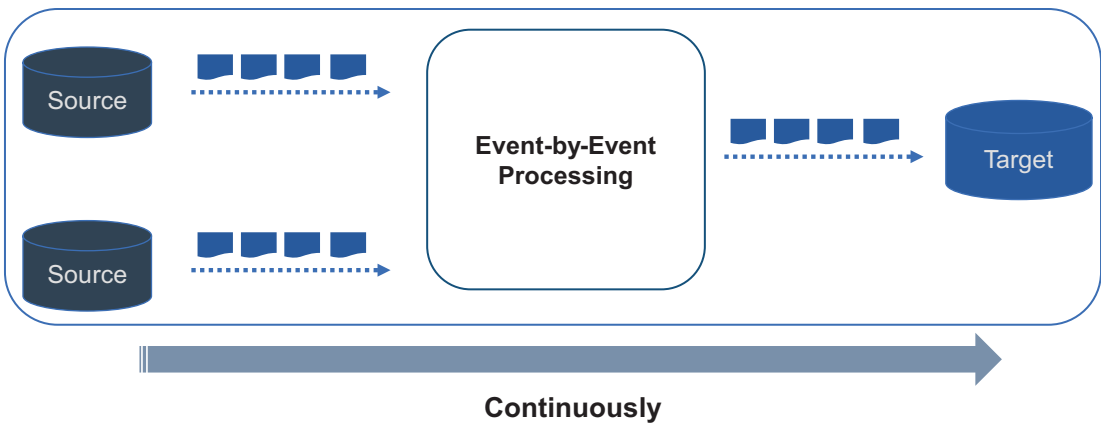 Source
Event-by-Event
Processing
Target
Source
Continuously